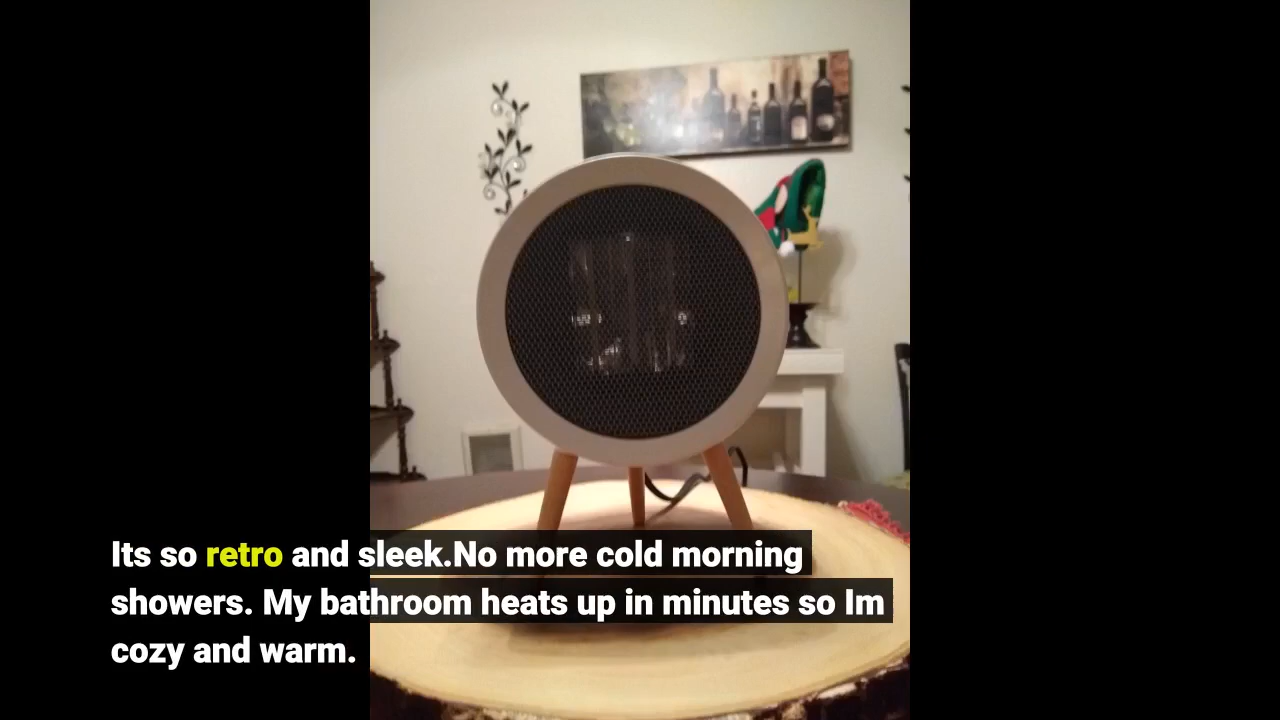 Its so retro and sleek.No more cold morning
showers. My bathroom heats up in minutes so Im
cozy and warm.